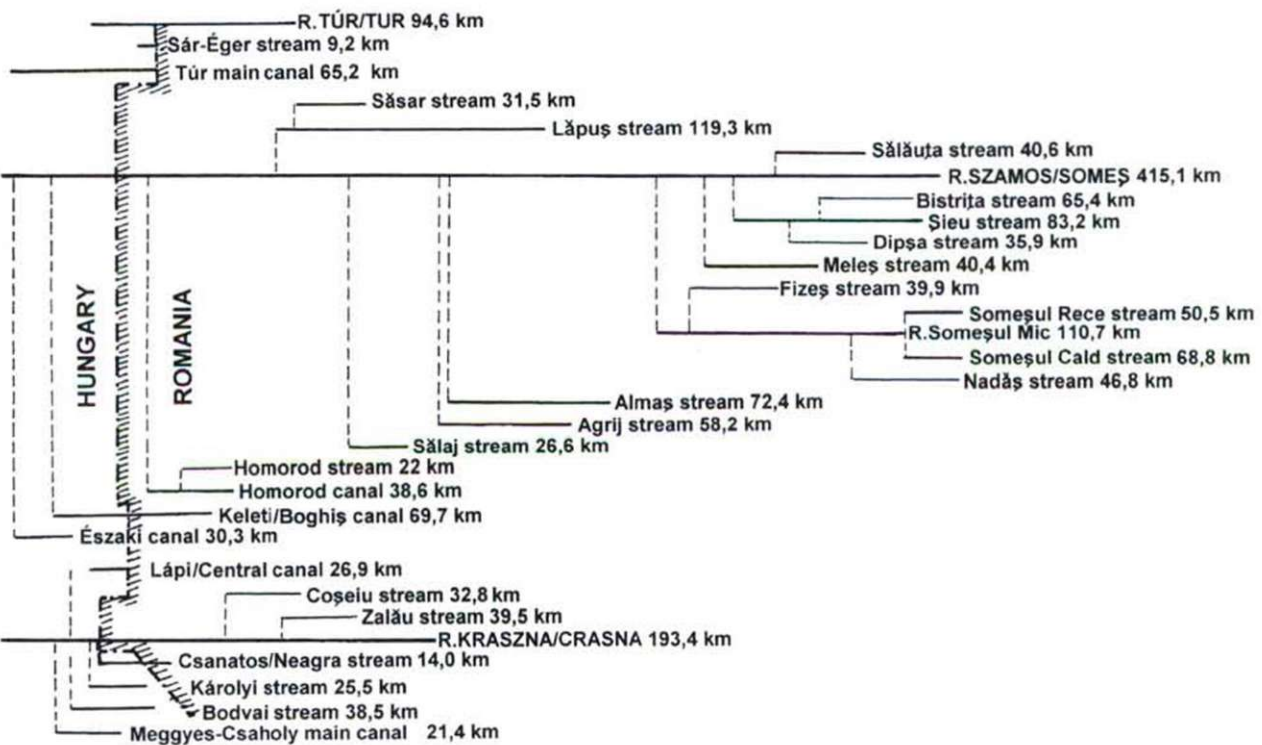 R.TÚR/TUR 94,6 km
Sár-Éger stream 9,2 km
Túr main canal 65,2 km
Săsar stream 31,5 km
Lăpuş stream 119,3 km
Sălăuţa stream 40,6 km
R.SZAMOS/SOMEŞ 415,1 km
Bistriţa stream 65,4 km
Şieu stream 83,2 km
Dipşa stream 35,9 km
Meleş stream 40,4 km
Fizeş stream 39,9 km
Someşul Rece stream 50,5 km
R.Someşul Mic 110,7 km
Someşul Cald stream 68,8 km
Nadăş stream 46,8 km
HUNGARY
ROMANIA
Almaş stream 72,4 km
Agrij stream 58,2 km
Sălaj stream 26,6 km
Homorod stream 22 km
Homorod canal 38,6 km
Keleti/Boghiş canal 69,7 km
Északi canal 30,3 km
Lápi/Central canal 26,9 km
Coşeiu stream 32,8 km
Zalău stream 39,5 km
R.KRASZNA/CRASNA 193,4 km
Csanatos/Neagra stream 14,0 km
Károlyi stream 25,5 km
Bodvai stream 38,5 km
Meggyes-Csaholy main canal 21,4 km